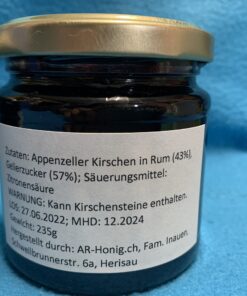 Zutaten: Appenzeller Kirschen in Rum (43%),
Gelierzucker (57%); Säuerungsmittel:
Zitronensäure
WARNUNG: Kann Kirschensteine enthalten.
LOS: 27.06.2022; MHD: 12.2024
Gewicht: 235g
Hergestellt durch: AR-Honig.ch, Fam. Inauen,
Schwellbrunnerstr. 6a, Herisau